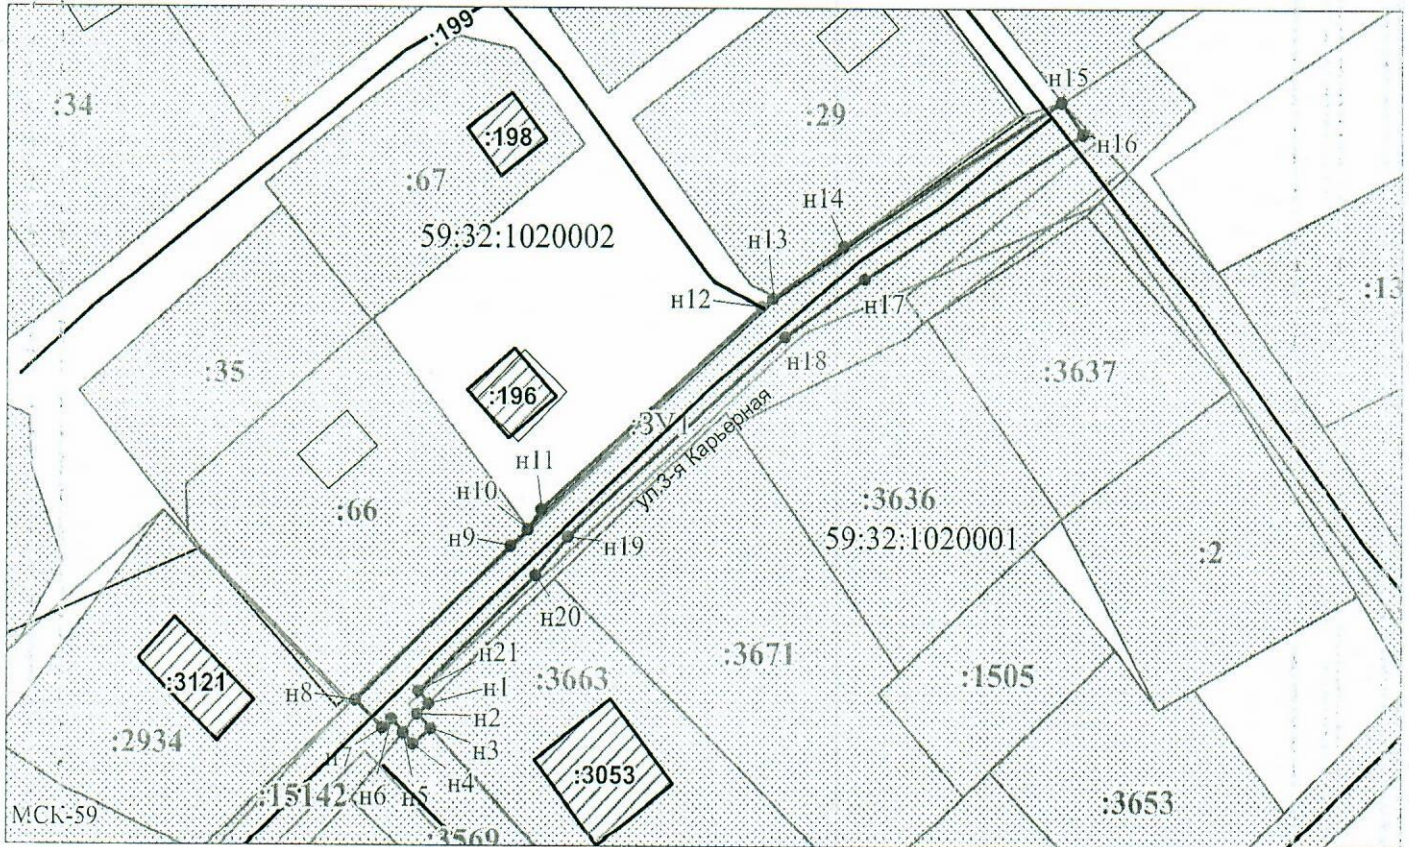 :199
:34
:198
:29
н15
н16
:67
59:32:1020002
н14
н13
н12
:13
н17
н18
:35
:196
:3637
:ЗУ1
ул.3-я Карьерная
н11
н10
:66
:3636
н9
н19
59:32:1020001
:2
н20
н21
:3671
:1505
:3121
н8
н1
:3663
н2
:2934
н7
н3
н4
:3053
:15142
н6
н5
:3653
МСК-59
:3569